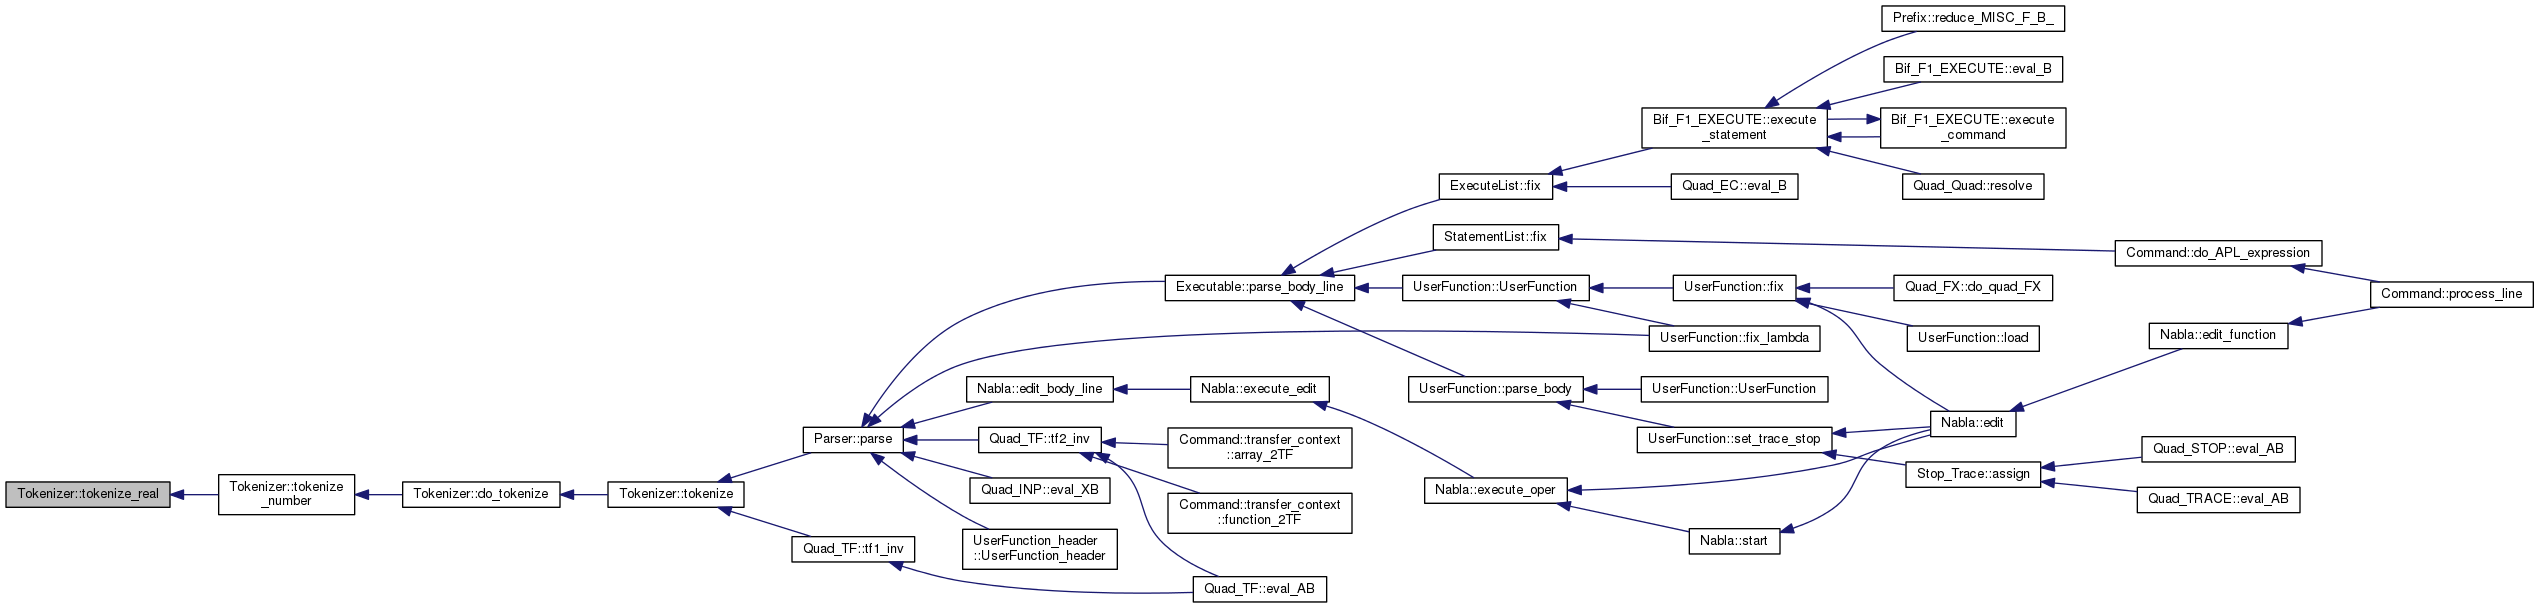 Prefix::reduce_MISC_F_B_
Bif_F1_EXECUTE::eval_B
Bif_F1_EXECUTE::execute
_statement
Bif_F1_EXECUTE::execute
_command
ExecuteList::fix
Quad_EC::eval_B
Quad_Quad::resolve
StatementList::fix
Command::do_APL_expression
Executable::parse_body_line
UserFunction::UserFunction
UserFunction::fix
Quad_FX::do_quad_FX
Command::process_line
UserFunction::fix_lambda
UserFunction::load
Nabla::edit_function
Nabla::edit_body_line
Nabla::execute_edit
UserFunction::parse_body
UserFunction::UserFunction
Nabla::edit
Parser::parse
Quad_TF::tf2_inv
Command::transfer_context
::array_2TF
UserFunction::set_trace_stop
Quad_STOP::eval_AB
Stop_Trace::assign
Tokenizer::tokenize_real
Tokenizer::tokenize
_number
Tokenizer::do_tokenize
Tokenizer::tokenize
Quad_INP::eval_XB
Nabla::execute_oper
Quad_TRACE::eval_AB
Command::transfer_context
::function_2TF
Quad_TF::tf1_inv
UserFunction_header
::UserFunction_header
Nabla::start
Quad_TF::eval_AB